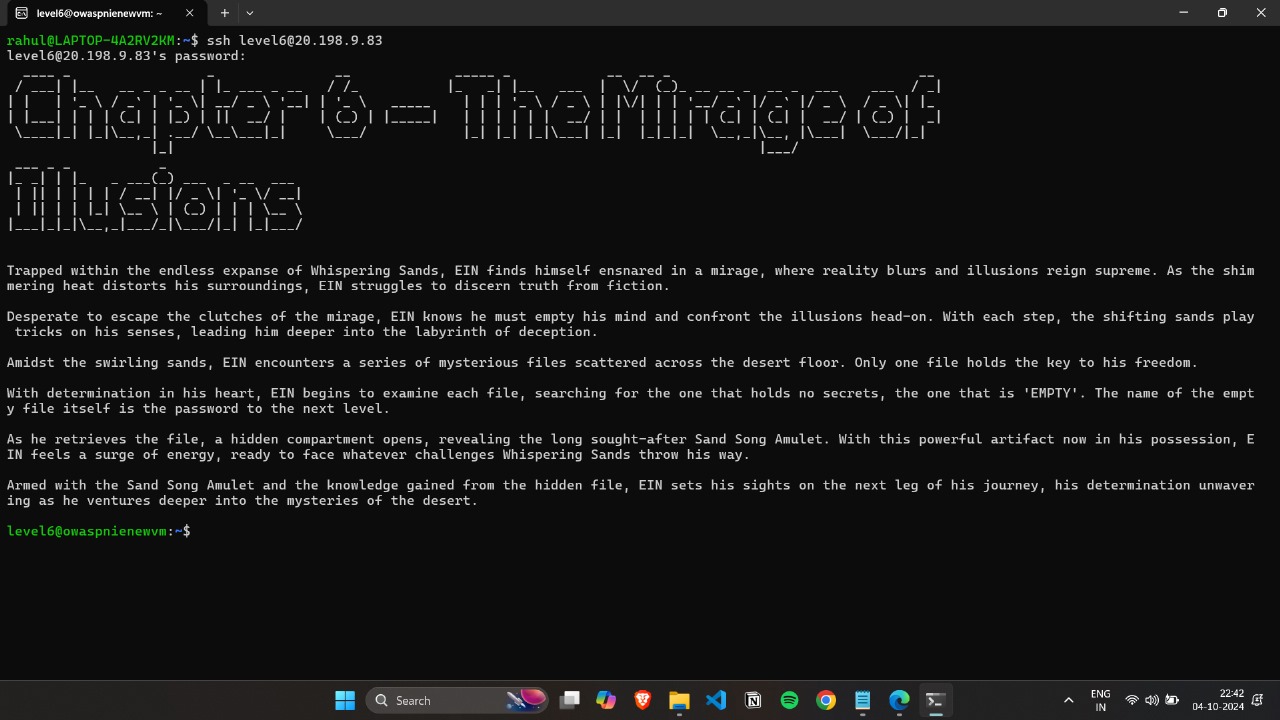 level6@owaspnienewvm: ~
rahul@LAPTOP-4A2RV2KM:~$ ssh level6@20.198.9.83
level6@20.198.9.83's password:
Chapter 6 - The Mirage of
Illusions
Trapped within the endless expanse of Whispering Sands, EIN finds himself ensnared in a mirage, where reality blurs and illusions reign supreme. As the shim
mering heat distorts his surroundings, EIN struggles to discern truth from fiction.
Desperate to escape the clutches of the mirage, EIN knows he must empty his mind and confront the illusions head-on. With each step, the shifting sands play
tricks on his senses, leading him deeper into the labyrinth of deception.
Amidst the swirling sands, EIN encounters a series of mysterious files scattered across the desert floor. Only one file holds the key to his freedom.
With determination in his heart, EIN begins to examine each file, searching for the one that holds no secrets, the one that is 'EMPTY'. The name of the empt
y file itself is the password to the next level.
As he retrieves the file, a hidden compartment opens, revealing the long sought-after Sand Song Amulet. With this powerful artifact now in his possession, E
IN feels a surge of energy, ready to face whatever challenges Whispering Sands throw his way.
Armed with the Sand Song Amulet and the knowledge gained from the hidden file, EIN sets his sights on the next leg of his journey, his determination unwaver
ing as he ventures deeper into the mysteries of the desert.
level6@owaspnienewvm:~$
Search
ENG
IN
22:42
04-10-2024